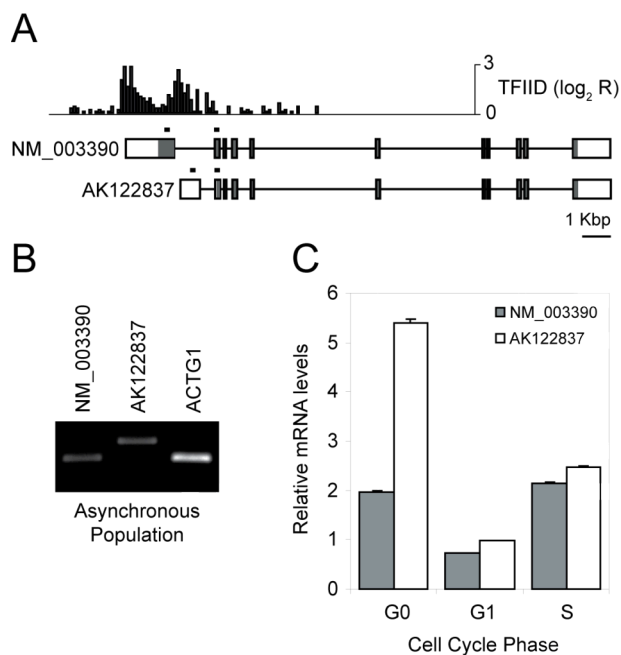 A
3
TFIID (log₂ R)
0
NM_003390
AK122837
1 Kbp
B
NM_003390
AK122837
ACTG1
Asynchronous
Population
C
6
5
4
3
2
1
0
Relative mRNA levels
NM_003390
AK122837
G0
G1
S
Cell Cycle Phase